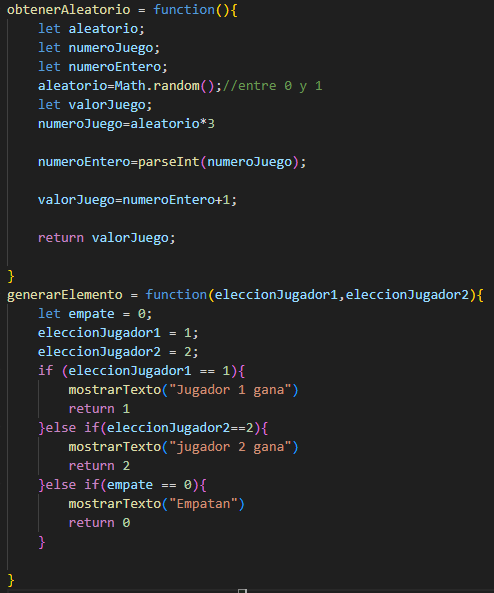 obtenerAleatorio = function(){
    let aleatorio;
    let numeroJuego;
    let numeroEntero;
    aleatorio=Math.random();//entre 0 y 1
    let valorJuego;
    numeroJuego=aleatorio*3
    numeroEntero=parseInt(numeroJuego);
    valorJuego=numeroEntero+1;
    return valorJuego;
}
generarElemento = function(eleccionJugador1,eleccionJugador2){
    let empate = 0;
    eleccionJugador1 = 1;
    eleccionJugador2 = 2;
    if (eleccionJugador1 == 1){
        mostrarTexto("Jugador 1 gana")
        return 1
    }else if(eleccionJugador2==2){
        mostrarTexto("jugador 2 gana")
        return 2
    }else if(empate == 0){
        mostrarTexto("Empatan")
        return 0
    }
}